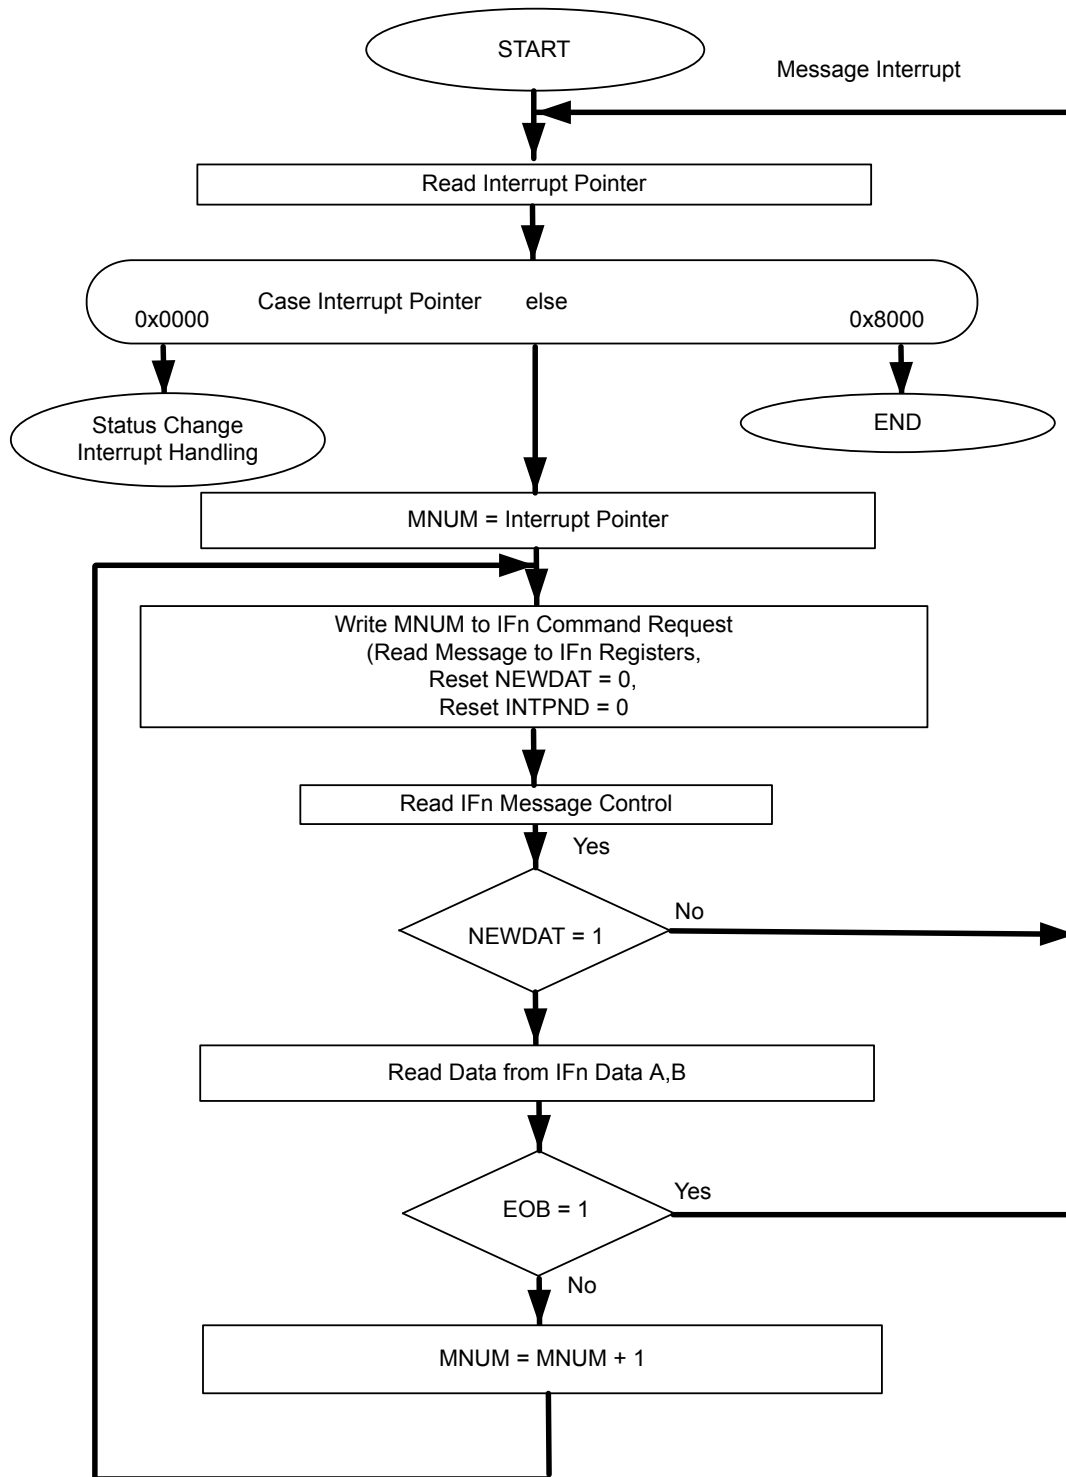 START
Message Interrupt
Read Interrupt Pointer
Case Interrupt Pointer else
0x0000 0x8000
Status Change
Interrupt Handling
END
MNUM = Interrupt Pointer
Write MNUM to IFn Command Request
(Read Message to IFn Registers,
Reset NEWDAT = 0,
Reset INTPND = 0
Read IFn Message Control
Yes
NEWDAT = 1
No
Read Data from IFn Data A,B
EOB = 1
Yes
No
MNUM = MNUM + 1